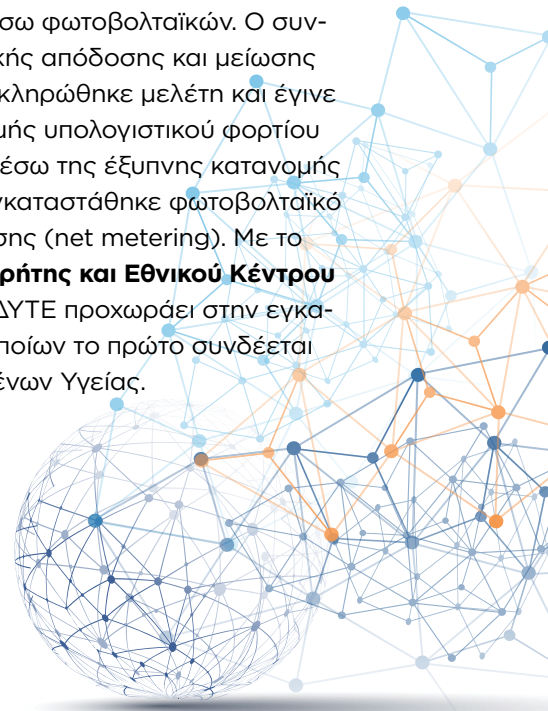 σω φωτοβολταϊκών. Ο συν-
κής απόδοσης και μείωσης
κληρώθηκε μελέτη και έγινε
μής υπολογιστικού φορτίου
έσω της έξυπνης κατανομής
γκαταστάθηκε φωτοβολταϊκό
σης (net metering). Με το
ρήτης και Εθνικού Κέντρου
ΔΥΤΕ προχωράει στην εγκα-
ποίων το πρώτο συνδέεται
ένων Υγείας.